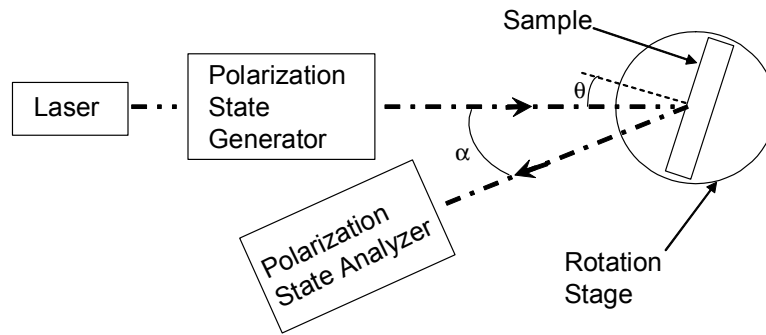 Laser
Polarization
State
Generator
Sample
θ
α
Polarization
State Analyzer
Rotation
Stage